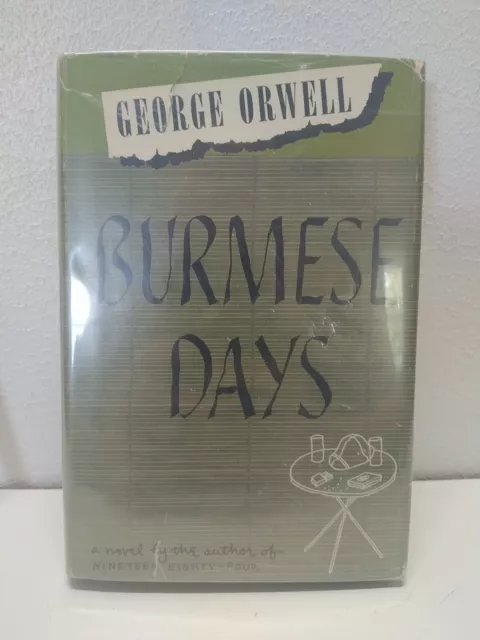 GEORGE ORWELL
BURMESE
DAYS
a novel by the author of
NINETEEN EIGHTY-FOUR